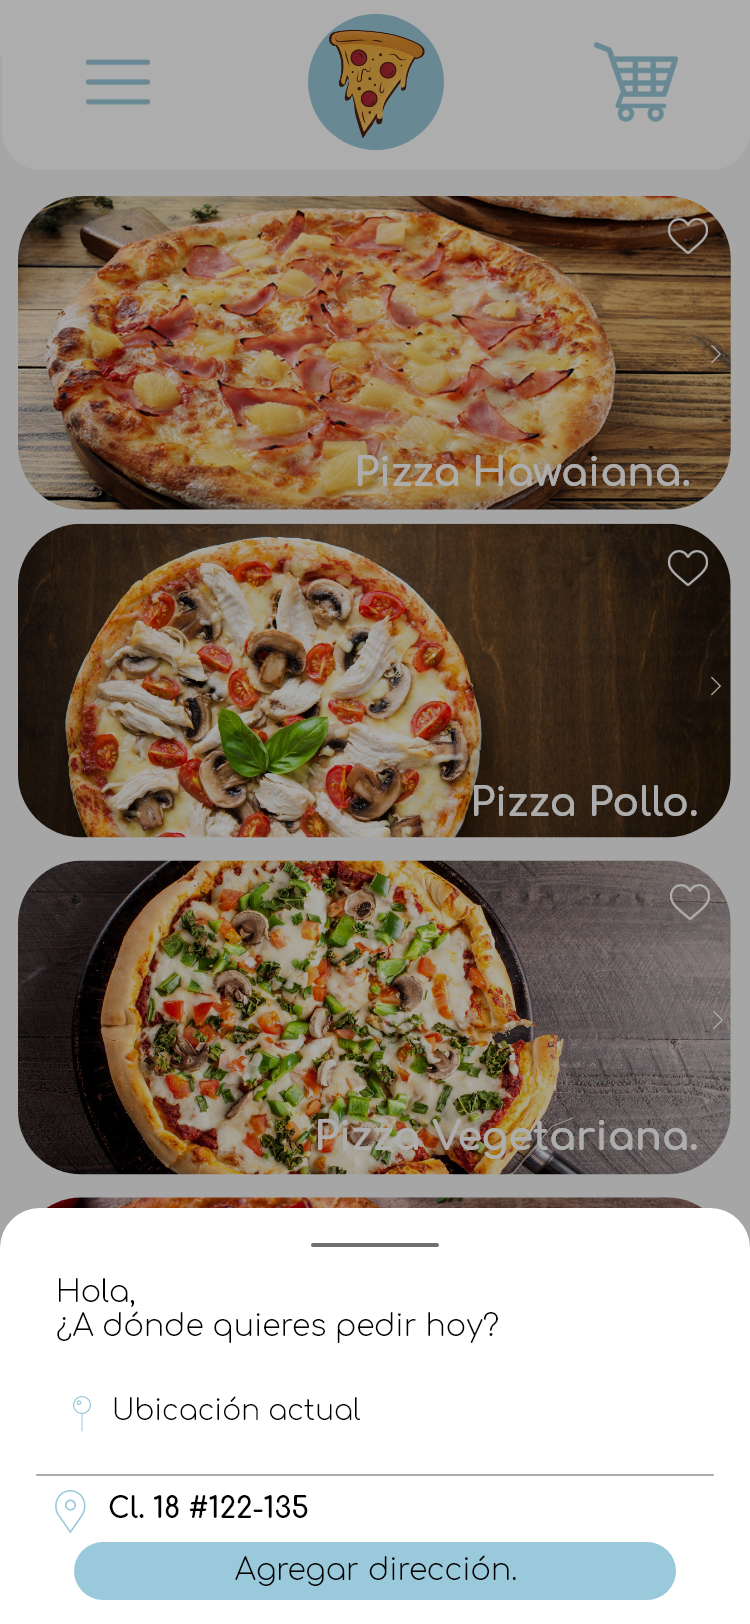 Pizza Hawaiana.
Pizza Pollo.
Pizza Vegetariana.
Hola,
¿A dónde quieres pedir hoy?
Ubicación actual
Cl. 18 #122-135
Agregar dirección.